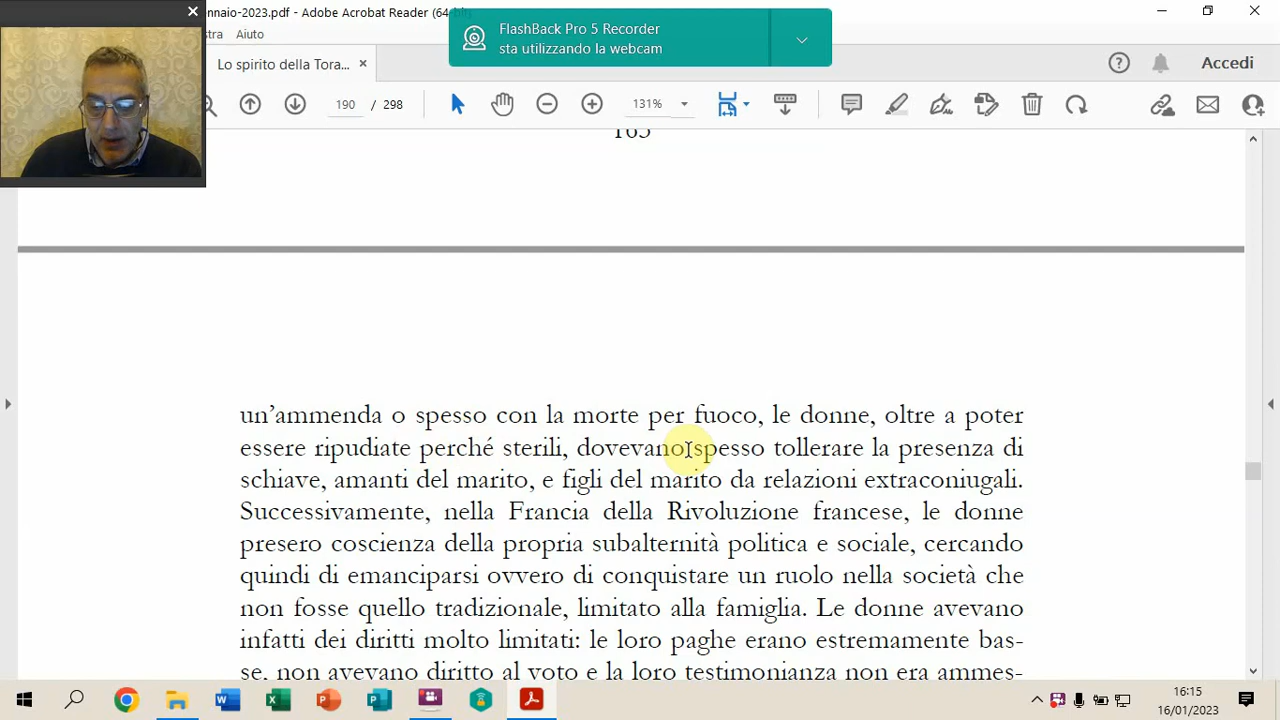 nnaio-2023.pdf - Adobe Acrobat Reader (64-bit)
stra Aiuto
FlashBack Pro 5 Recorder
sta utilizzando la webcam
Lo spirito della Tora...
Accedi
190 / 298
131%
165
un’ammenda o spesso con la morte per fuoco, le donne, oltre a poter
essere ripudiate perché sterili, dovevano spesso tollerare la presenza di
schiave, amanti del marito, e figli del marito da relazioni extraconiugali.
Successivamente, nella Francia della Rivoluzione francese, le donne
presero coscienza della propria subalternità politica e sociale, cercando
quindi di emanciparsi ovvero di conquistare un ruolo nella società che
non fosse quello tradizionale, limitato alla famiglia. Le donne avevano
infatti dei diritti molto limitati: le loro paghe erano estremamente bas-
se, non avevano diritto al voto e la loro testimonianza non era ammes-
16:15
16/01/2023